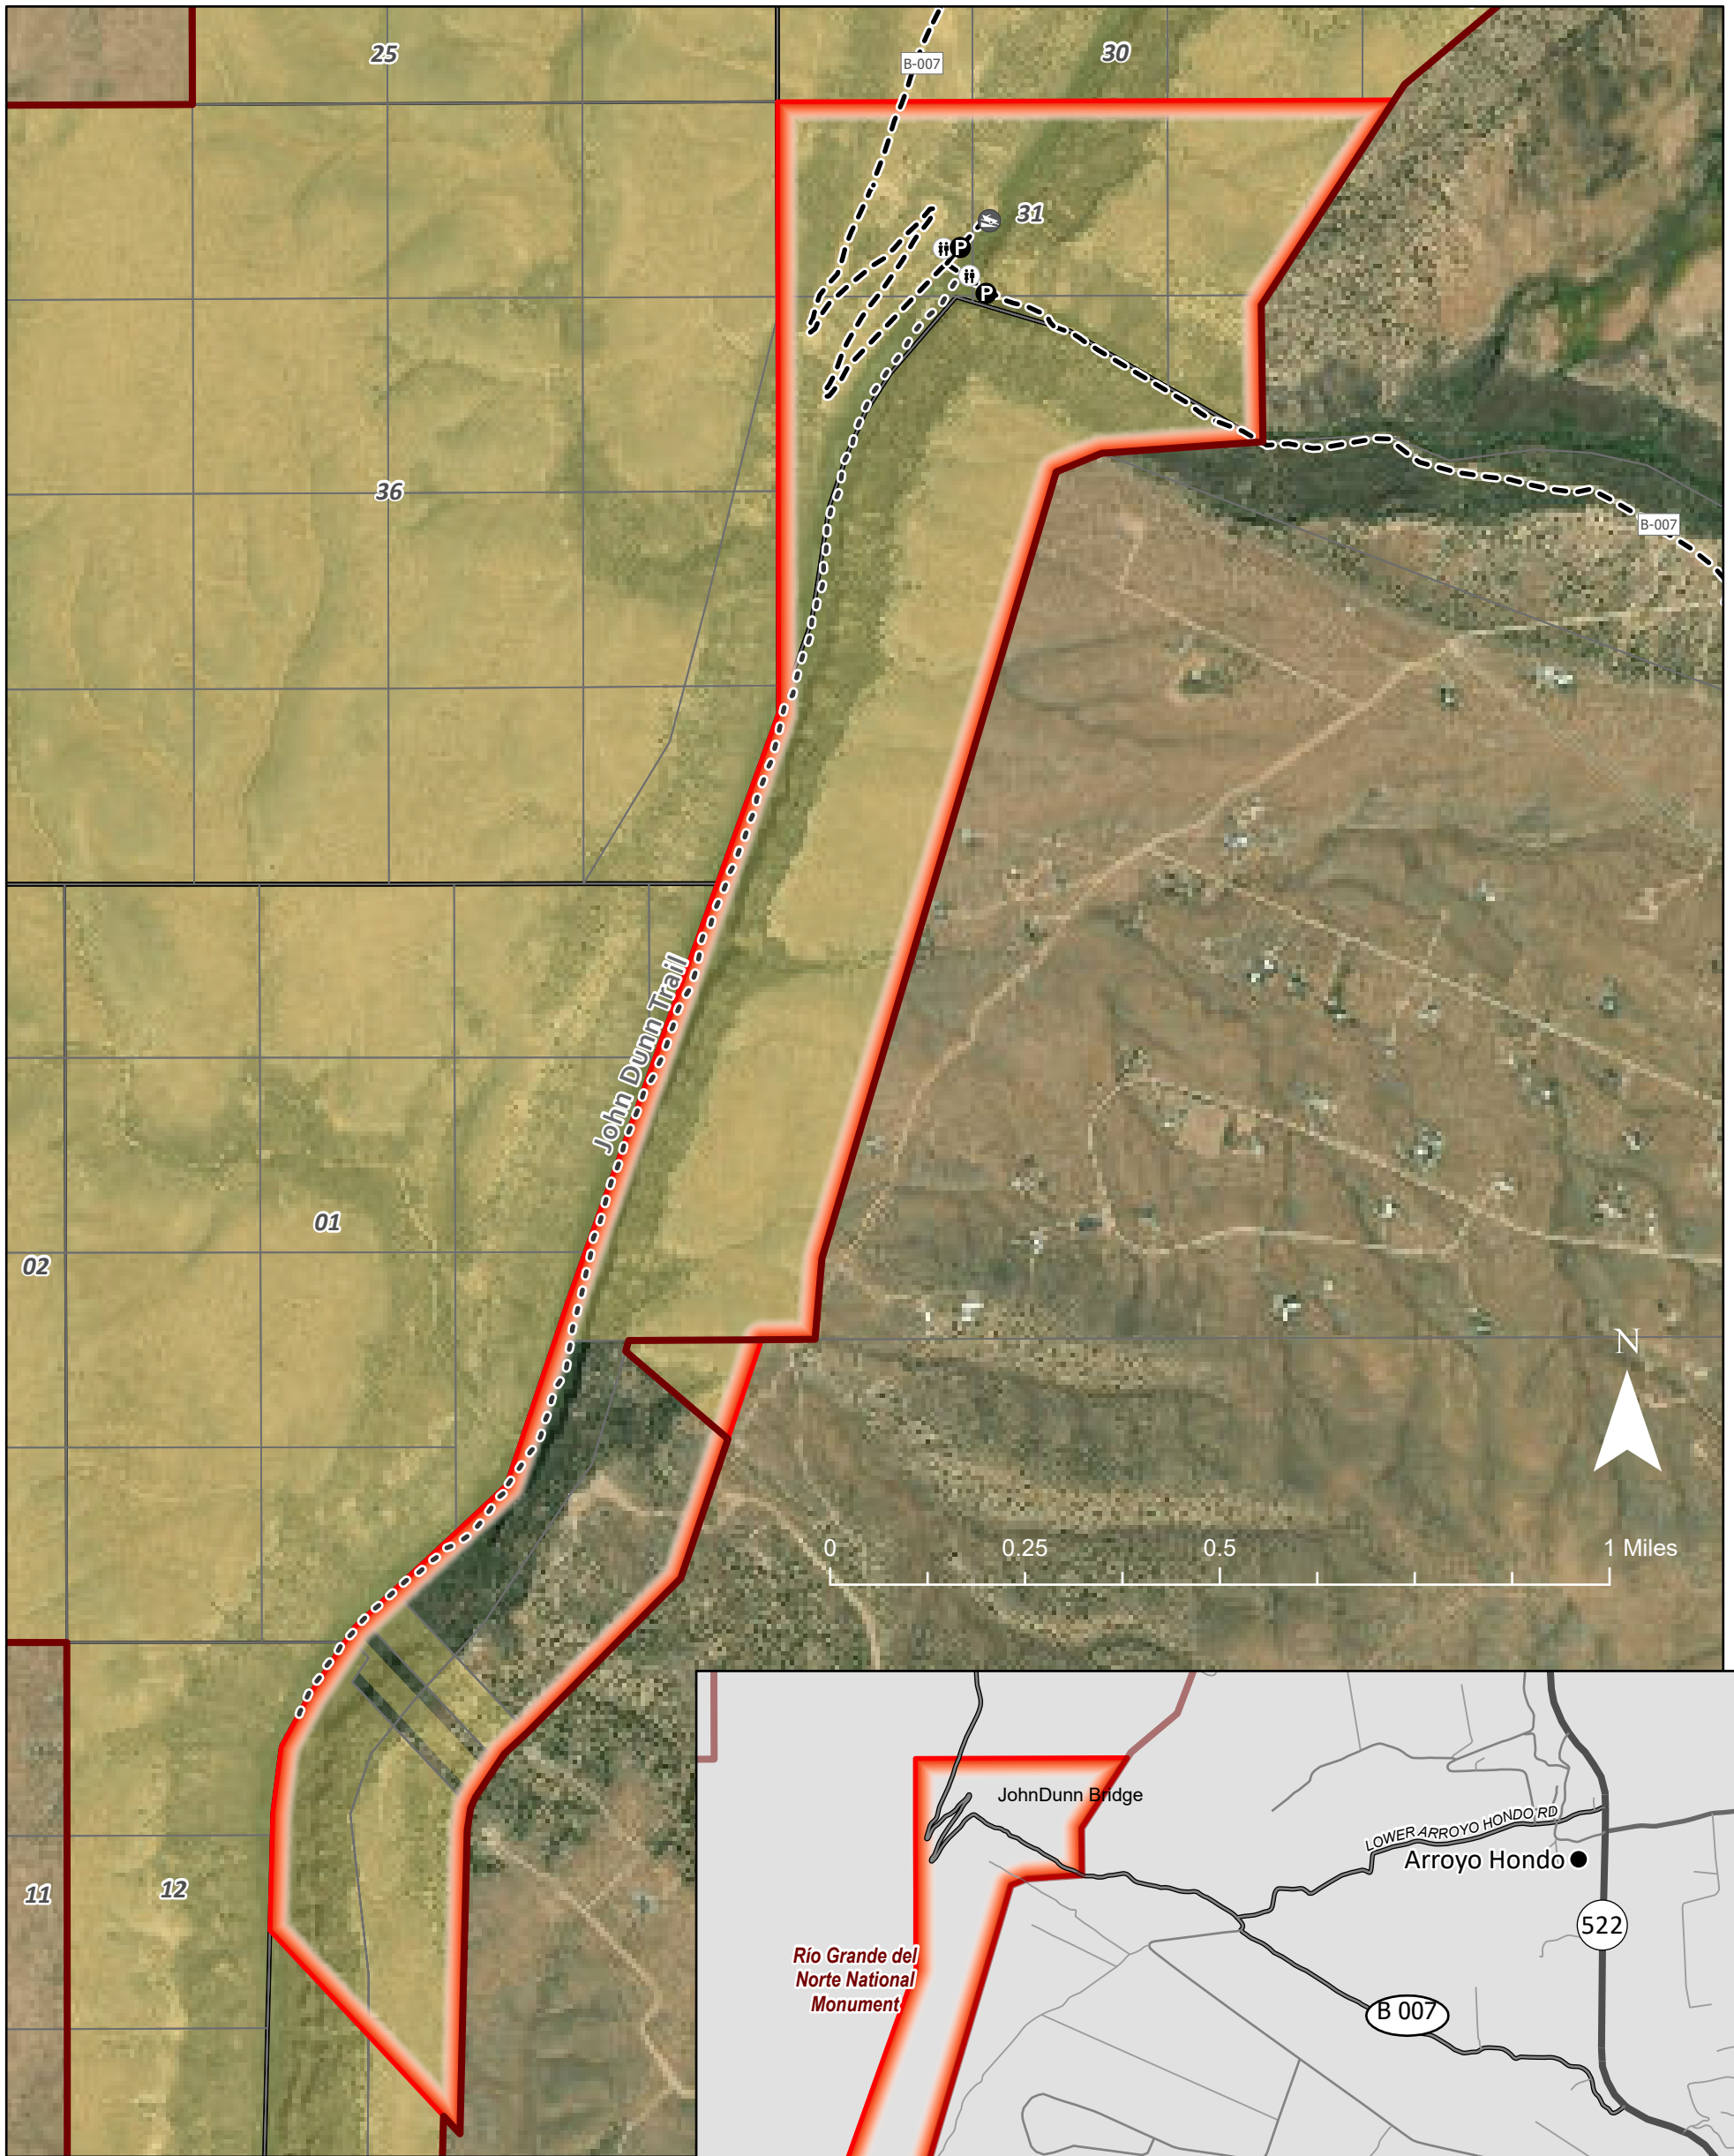 25
B-007
30
31
P
P
36
B-007
John Dunn Trail
01
02
N
0 0.25 0.5 1 Miles
JohnDunn Bridge
LOWER ARROYO HONDO RD
Arroyo Hondo
11
12
522
Río Grande del
Norte National
Monument
B 007